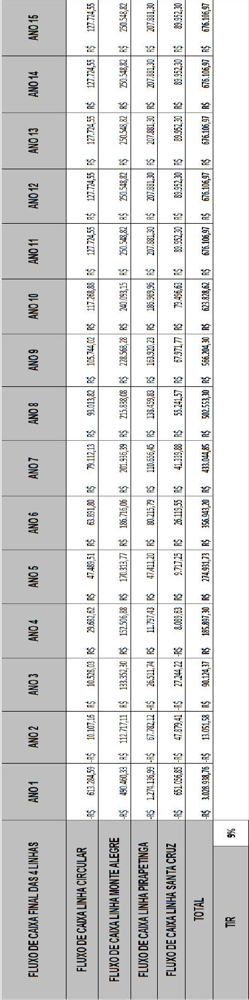 FLUXO DE CAIXA FINAL DAS 4 LINHAS ANO 1 ANO 2 ANO 3 ANO 4 ANO 5 ANO 6 ANO 7 ANO 8 ANO 9 ANO 10 ANO 11 ANO 12 ANO 13 ANO 14 ANO 15
FLUXO DE CAIXA LINHA CIRCULAR -R$ 613.284,59 -R$ 10.107,16 R$ 10.528,03 R$ 29.682,62 R$ 47.489,51 R$ 63.891,80 R$ 79.112,13 R$ 93.013,82 R$ 105.744,02 R$ 117.268,88 R$ 127.724,55 R$ 127.724,55 R$ 127.724,55 R$ 127.724,55 R$ 127.724,55
FLUXO DE CAIXA LINHA MONTE ALEGRE -R$ 490.460,33 R$ 112.717,11 R$ 133.352,30 R$ 152.506,88 R$ 170.313,77 R$ 186.716,06 R$ 201.936,39 R$ 215.838,08 R$ 228.568,28 R$ 240.093,15 R$ 250.548,82 R$ 250.548,82 R$ 250.548,82 R$ 250.548,82 R$ 250.548,82
FLUXO DE CAIXA LINHA PIRAPETINGA -R$ 1.274.136,99 -R$ 67.782,12 -R$ 26.511,74 R$ 11.797,43 R$ 47.411,20 R$ 80.215,79 R$ 110.656,45 R$ 138.459,83 R$ 163.920,23 R$ 186.969,96 R$ 207.881,30 R$ 207.881,30 R$ 207.881,30 R$ 207.881,30 R$ 207.881,30
FLUXO DE CAIXA LINHA SANTA CRUZ -R$ 651.056,85 -R$ 47.879,41 -R$ 27.244,22 -R$ 8.089,63 R$ 9.717,25 R$ 26.119,55 R$ 41.339,88 R$ 55.241,57 R$ 67.971,77 R$ 79.496,63 R$ 89.952,30 R$ 89.952,30 R$ 89.952,30 R$ 89.952,30 R$ 89.952,30
TOTAL -R$ 3.028.938,76 -R$ 13.051,58 R$ 90.124,37 R$ 185.897,30 R$ 274.931,73 R$ 356.943,20 R$ 433.044,85 R$ 502.553,30 R$ 566.204,30 R$ 623.828,62 R$ 676.106,97 R$ 676.106,97 R$ 676.106,97 R$ 676.106,97 R$ 676.106,97
TIR 9%